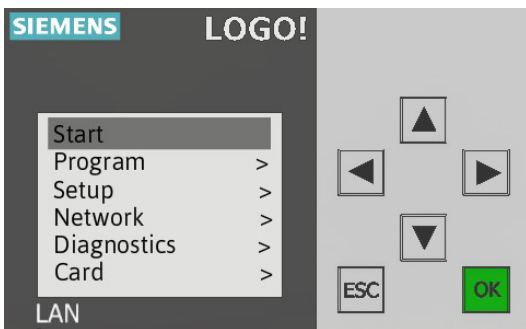 SIEMENS LOGO!
Start
Program >
Setup >
Network >
Diagnostics >
Card >
LAN
ESC OK